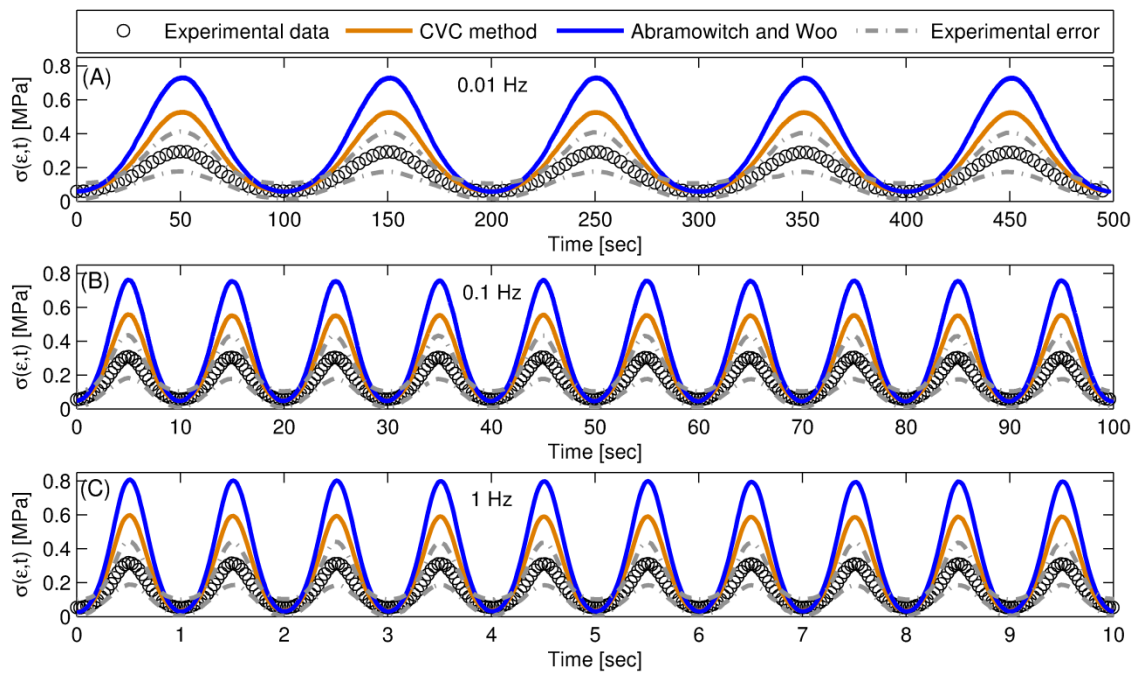 Experimental data CVC method Abramowitch and Woo Experimental error
(A) 0.01 Hz
σ(ε,t) [MPa]
0.8
0.6
0.4
0.2
0
0 50 100 150 200 250 300 350 400 450 500
Time [sec]
(B) 0.1 Hz
σ(ε,t) [MPa]
0.8
0.6
0.4
0.2
0
0 10 20 30 40 50 60 70 80 90 100
Time [sec]
(C) 1 Hz
σ(ε,t) [MPa]
0.8
0.6
0.4
0.2
0
0 1 2 3 4 5 6 7 8 9 10
Time [sec]